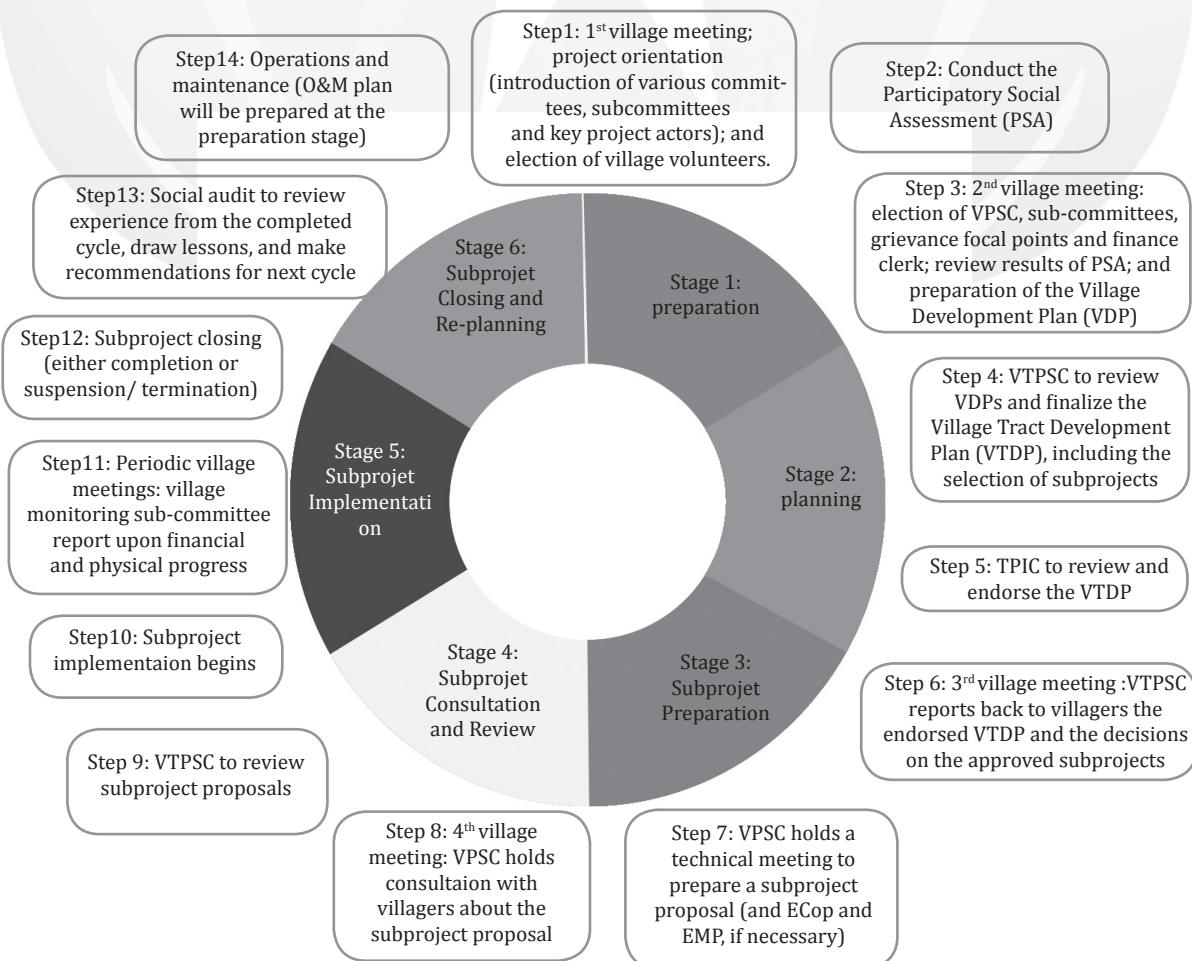 Step1: 1st village meeting;
project orientation
(introduction of various commit-
tees, subcommittees
and key project actors); and
election of village volunteers.
Step2: Conduct the
Participatory Social
Assessment (PSA)
Step 3: 2nd village meeting:
election of VPSC, sub-committees,
grievance focal points and finance
clerk; review results of PSA; and
preparation of the Village
Development Plan (VDP)
Step 4: VTPSC to review
VDPs and finalize the
Village Tract Development
Plan (VTDP), including the
selection of subprojects
Step 5: TPIC to review and
endorse the VTDP
Step 6: 3rd village meeting :VTPSC
reports back to villagers the
endorsed VTDP and the decisions
on the approved subprojects
Step 7: VPSC holds a
technical meeting to
prepare a subproject
proposal (and ECop and
EMP, if necessary)
Step 8: 4th village
meeting: VPSC holds
consultaion with
villagers about the
subproject proposal
Step 9: VTPSC to review
subproject proposals
Step10: Subproject
implementaion begins
Step11: Periodic village
meetings: village
monitoring sub-committee
report upon financial
and physical progress
Step12: Subproject closing
(either completion or
suspension/ termination)
Step13: Social audit to review
experience from the completed
cycle, draw lessons, and make
recommendations for next cycle
Step14: Operations and
maintenance (O&M plan
will be prepared at the
preparation stage)
Stage 1:
preparation
Stage 2:
planning
Stage 3:
Subprojet
Preparation
Stage 4:
Subprojet
Consultation
and Review
Stage 5:
Subprojet
Implementati
on
Stage 6:
Subprojet
Closing and
Re-planning